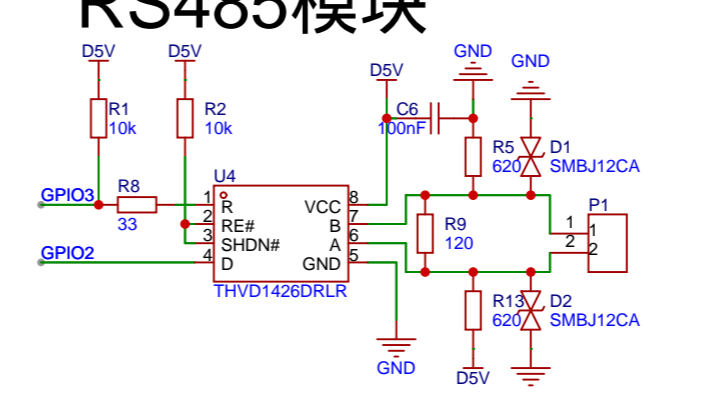 RS485模块
D5V
D5V
GND
GND
D5V
R1
10k
R2
10k
C6
100nF
R5
620
D1
SMBJ12CA
U4
GPIO3
R8
33
1
R
2
RE#
3
SHDN#
4
D
VCC
8
B
7
A
6
GND
5
THVD1426DRLR
GPIO2
R9
120
P1
1
1
2
2
R13
620
D2
SMBJ12CA
GND
D5V